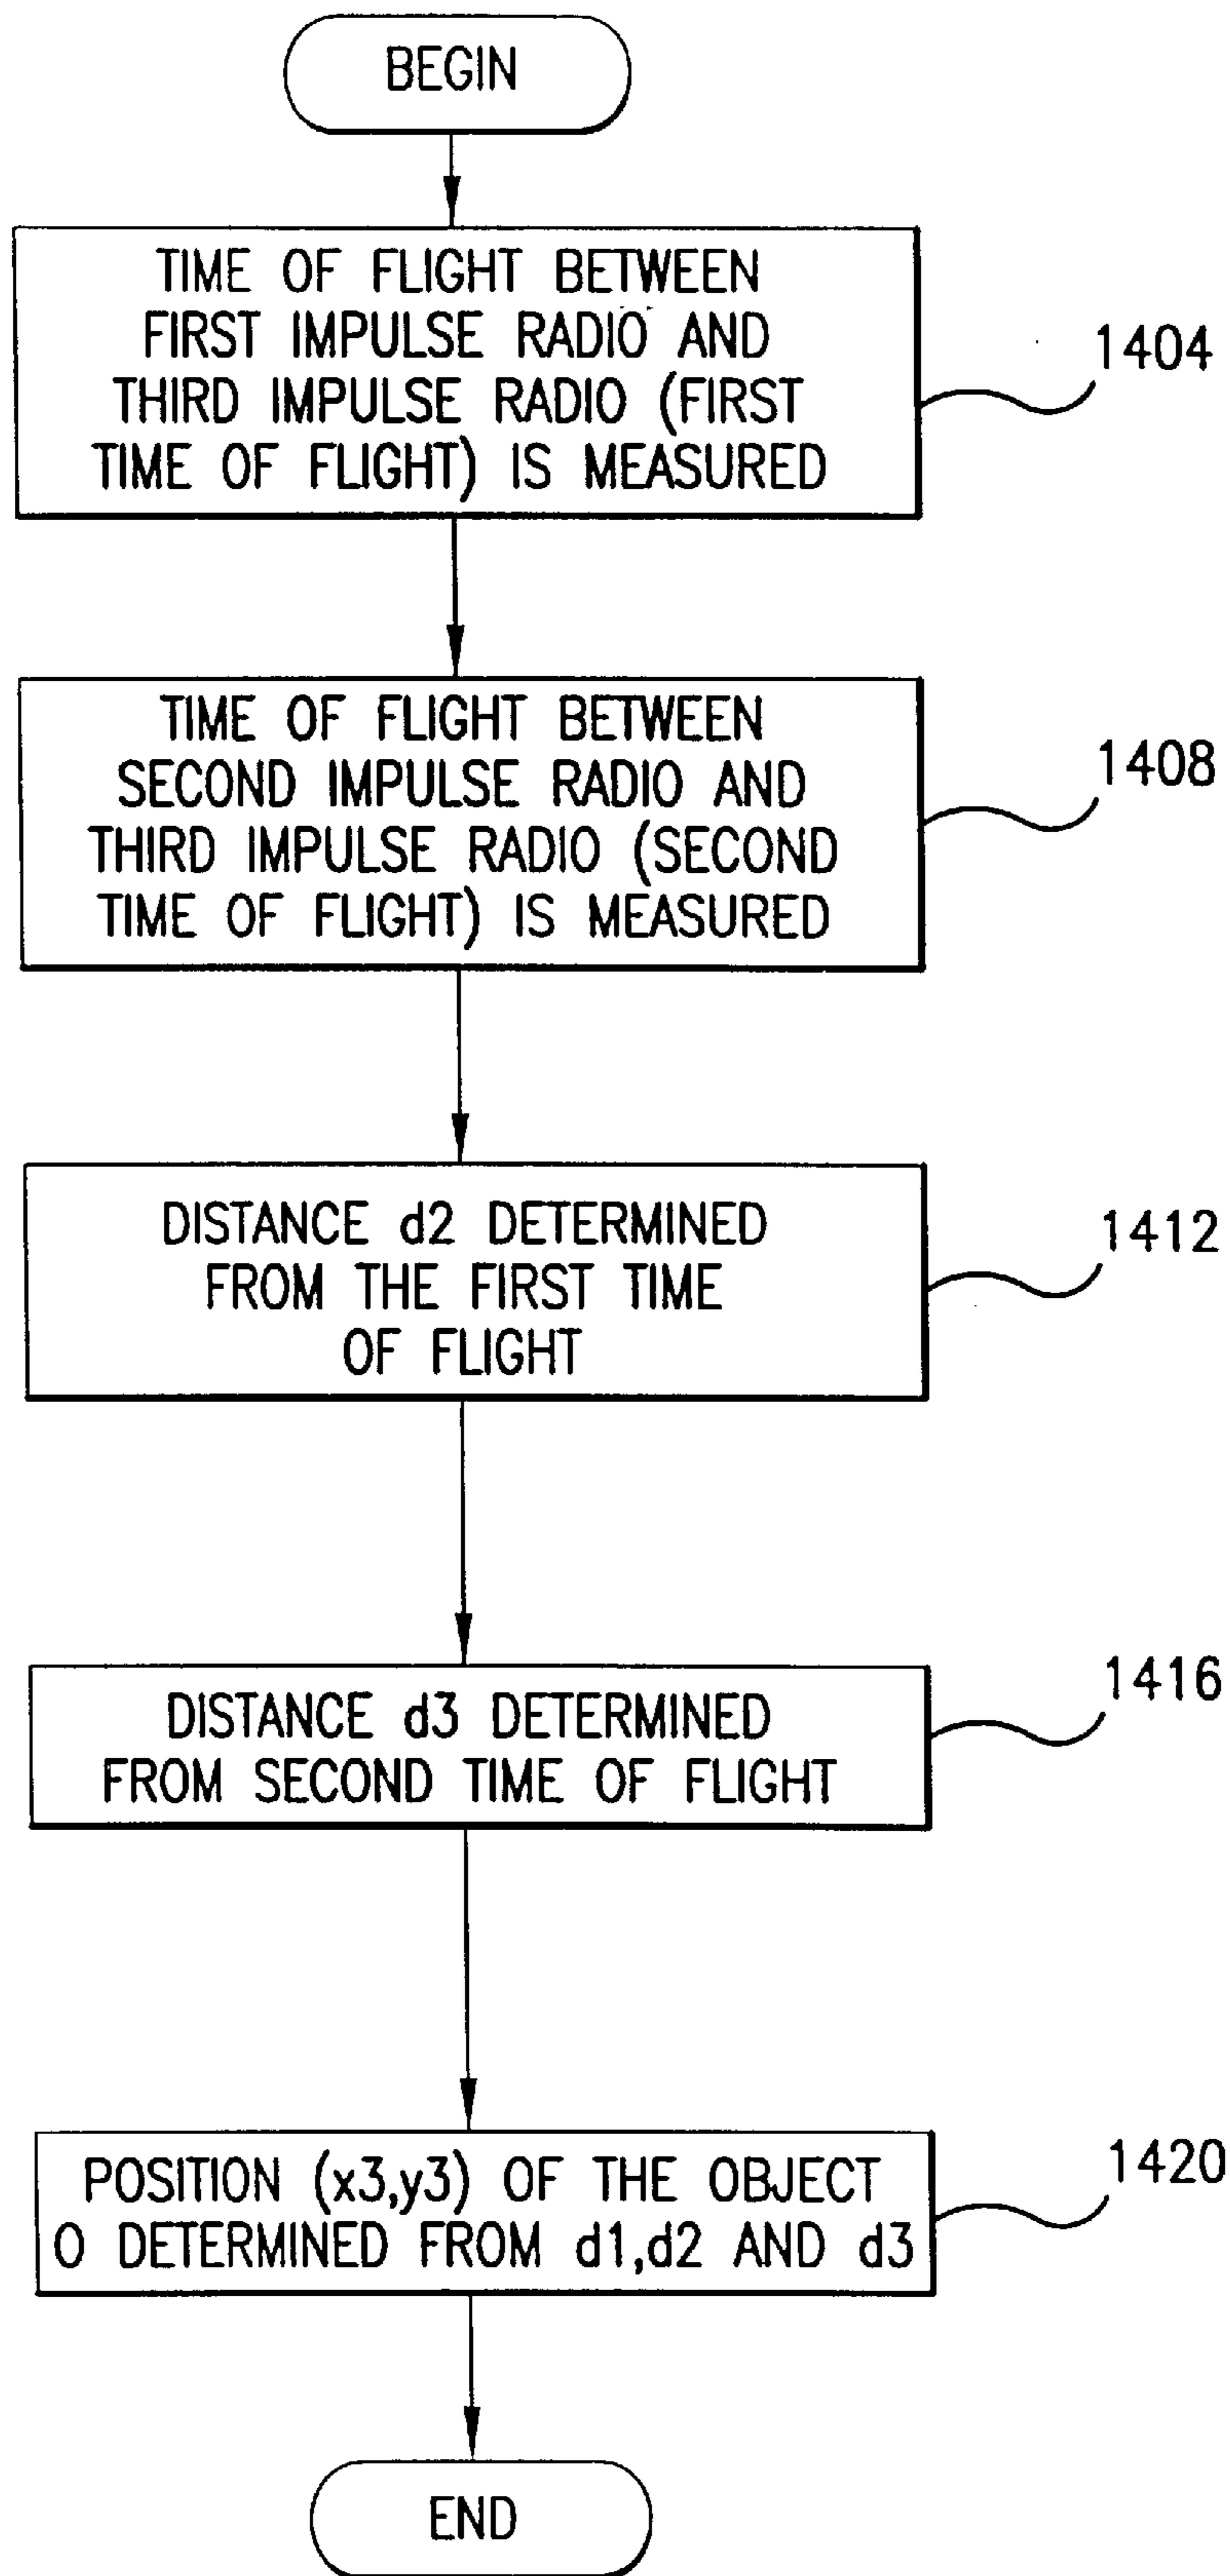 BEGIN
TIME OF FLIGHT BETWEEN
FIRST IMPULSE RADIO AND
THIRD IMPULSE RADIO (FIRST
TIME OF FLIGHT) IS MEASURED
1404
TIME OF FLIGHT BETWEEN
SECOND IMPULSE RADIO AND
THIRD IMPULSE RADIO (SECOND
TIME OF FLIGHT) IS MEASURED
1408
DISTANCE d2 DETERMINED
FROM THE FIRST TIME
OF FLIGHT
1412
DISTANCE d3 DETERMINED
FROM SECOND TIME OF FLIGHT
1416
POSITION (x3,y3) OF THE OBJECT
O DETERMINED FROM d1,d2 AND d3
1420
END